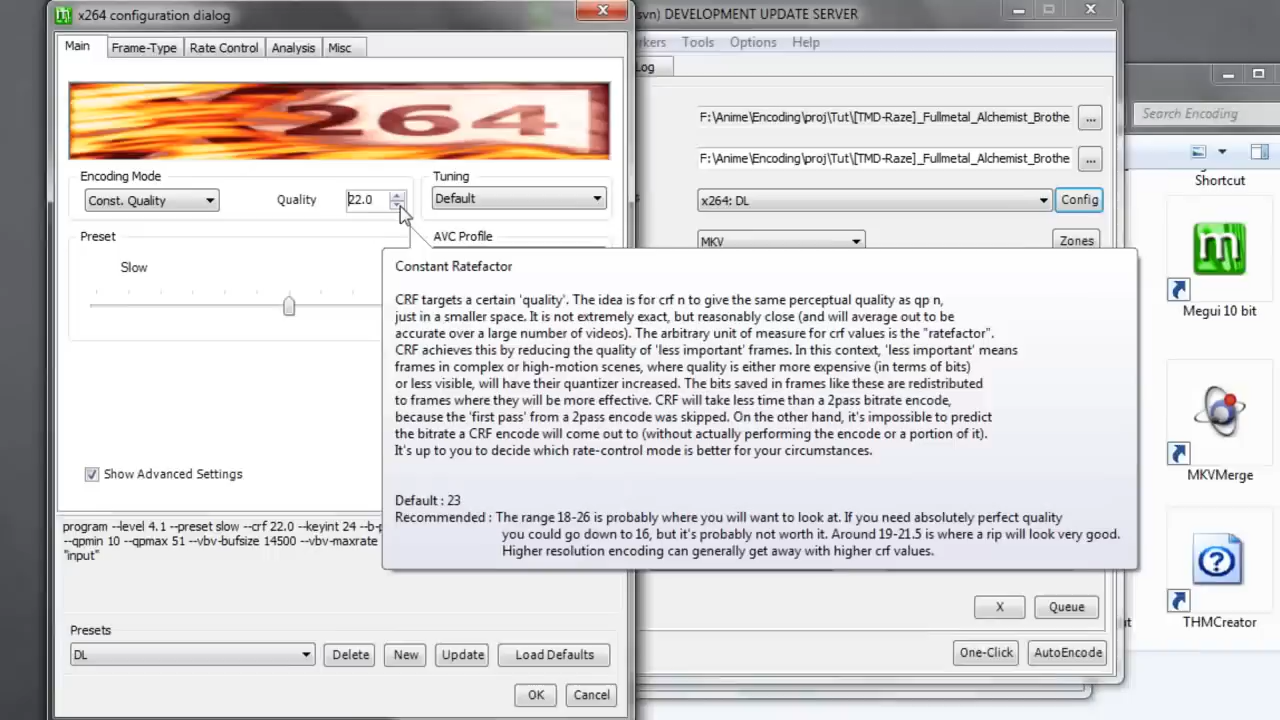 x264 configuration dialog
svn) DEVELOPMENT UPDATE SERVER
Main
Frame-Type
Rate Control
Analysis
Misc
rkers
Tools
Options
Help
Log
264
F:\Anime\Encoding\proj\Tut\[TMD-Raze]_Fullmetal_Alchemist_Brothe
...
Encoding Mode
Tuning
F:\Anime\Encoding\proj\Tut\[TMD-Raze]_Fullmetal_Alchemist_Brothe
...
Const. Quality
Quality
22.0
Default
x264: DL
Config
Preset
AVC Profile
MKV
Zones
Slow
Constant Ratefactor
CRF targets a certain 'quality'. The idea is for crf n to give the same perceptual quality as qp n,
just in a smaller space. It is not extremely exact, but reasonably close (and will average out to be
accurate over a large number of videos). The arbitrary unit of measure for crf values is the "ratefactor".
CRF achieves this by reducing the quality of 'less important' frames. In this context, 'less important' means
frames in complex or high-motion scenes, where quality is either more expensive (in terms of bits)
or less visible, will have their quantizer increased. The bits saved in frames like these are redistributed
to frames where they will be more effective. CRF will take less time than a 2pass bitrate encode,
because the 'first pass' from a 2pass encode was skipped. On the other hand, it's impossible to predict
the bitrate a CRF encode will come out to (without actually performing the encode or a portion of it).
It's up to you to decide which rate-control mode is better for your circumstances.
Default : 23
Recommended : The range 18-26 is probably where you will want to look at. If you need absolutely perfect quality
you could go down to 16, but it's probably not worth it. Around 19-21.5 is where a rip will look very good.
Higher resolution encoding can generally get away with higher crf values.
Show Advanced Settings
program --level 4.1 --preset slow --crf 22.0 --keyint 24 --b-p
--qpmin 10 --qpmax 51 --vbv-bufsize 14500 --vbv-maxrate
"input"
X
Queue
Presets
DL
Delete
New
Update
Load Defaults
One-Click
AutoEncode
OK
Cancel
Search Encoding
Shortcut
Megui 10 bit
MKVMerge
THMCreator